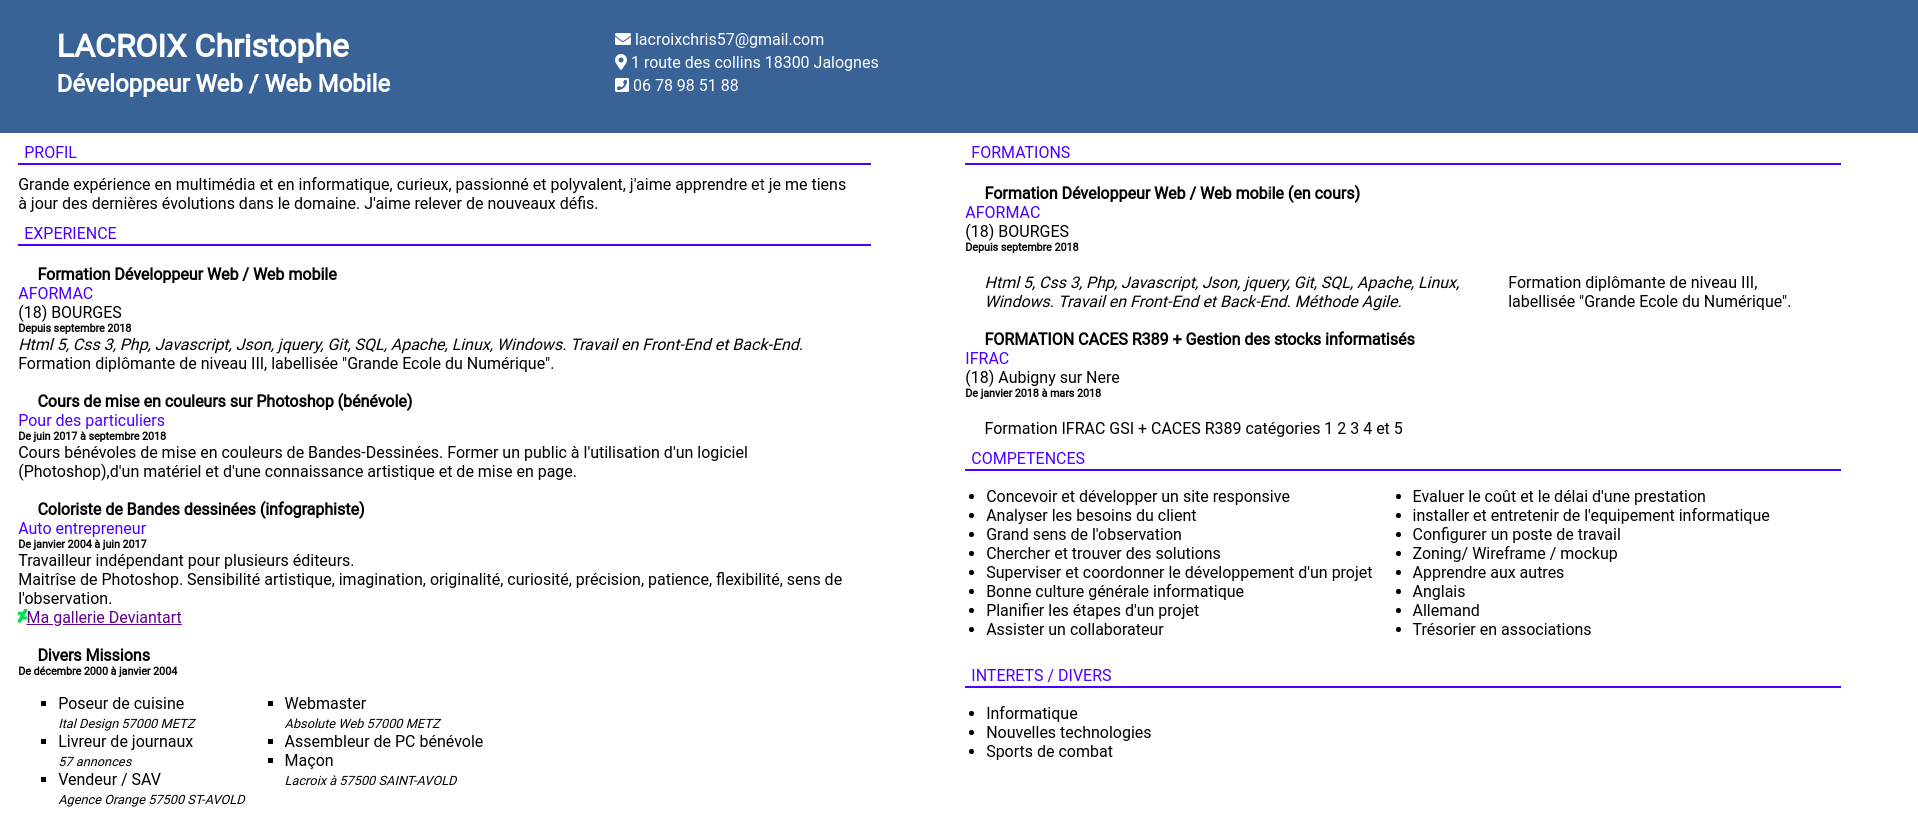 LACROIX Christophe
Développeur Web / Web Mobile
lacroixchris57@gmail.com
1 route des collins 18300 Jalognes
06 78 98 51 88
PROFIL
Grande expérience en multimédia et en informatique, curieux, passionné et polyvalent, j'aime apprendre et je me tiens
à jour des dernières évolutions dans le domaine. J'aime relever de nouveaux défis.
EXPERIENCE
Formation Développeur Web / Web mobile
AFORMAC
(18) BOURGES
Depuis septembre 2018
Html 5, Css 3, Php, Javascript, Json, jquery, Git, SQL, Apache, Linux, Windows. Travail en Front-End et Back-End.
Formation diplômante de niveau III, labellisée "Grande Ecole du Numérique".
Cours de mise en couleurs sur Photoshop (bénévole)
Pour des particuliers
De juin 2017 à septembre 2018
Cours bénévoles de mise en couleurs de Bandes-Dessinées. Former un public à l'utilisation d'un logiciel
(Photoshop),d'un matériel et d'une connaissance artistique et de mise en page.
Coloriste de Bandes dessinées (infographiste)
Auto entrepreneur
De janvier 2004 à juin 2017
Travailleur indépendant pour plusieurs éditeurs.
Maitrîse de Photoshop. Sensibilité artistique, imagination, originalité, curiosité, précision, patience, flexibilité, sens de
l'observation.
Ma gallerie Deviantart
Divers Missions
De décembre 2000 à janvier 2004
Poseur de cuisine
Ital Design 57000 METZ
Livreur de journaux
57 annonces
Vendeur / SAV
Agence Orange 57500 ST-AVOLD
Webmaster
Absolute Web 57000 METZ
Assembleur de PC bénévole
Maçon
Lacroix à 57500 SAINT-AVOLD
FORMATIONS
Formation Développeur Web / Web mobile (en cours)
AFORMAC
(18) BOURGES
Depuis septembre 2018
Html 5, Css 3, Php, Javascript, Json, jquery, Git, SQL, Apache, Linux,
Windows. Travail en Front-End et Back-End. Méthode Agile.
Formation diplômante de niveau III,
labellisée "Grande Ecole du Numérique".
FORMATION CACES R389 + Gestion des stocks informatisés
IFRAC
(18) Aubigny sur Nere
De janvier 2018 à mars 2018
Formation IFRAC GSI + CACES R389 catégories 1 2 3 4 et 5
COMPETENCES
Concevoir et développer un site responsive
Analyser les besoins du client
Grand sens de l'observation
Chercher et trouver des solutions
Superviser et coordonner le développement d'un projet
Bonne culture générale informatique
Planifier les étapes d'un projet
Assister un collaborateur
Evaluer le coût et le délai d'une prestation
installer et entretenir de l'equipement informatique
Configurer un poste de travail
Zoning/ Wireframe / mockup
Apprendre aux autres
Anglais
Allemand
Trésorier en associations
INTERETS / DIVERS
Informatique
Nouvelles technologies
Sports de combat